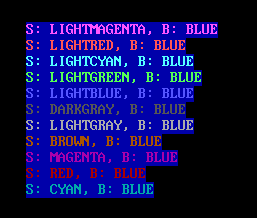 S: LIGHTMAGENTA, B: BLUE
S: LIGHTRED, B: BLUE
S: LIGHTCYAN, B: BLUE
S: LIGHTGREEN, B: BLUE
S: LIGHTBLUE, B: BLUE
S: DARKGRAY, B: BLUE
S: LIGHTGRAY, B: BLUE
S: BROWN, B: BLUE
S: MAGENTA, B: BLUE
S: RED, B: BLUE
S: CYAN, B: BLUE